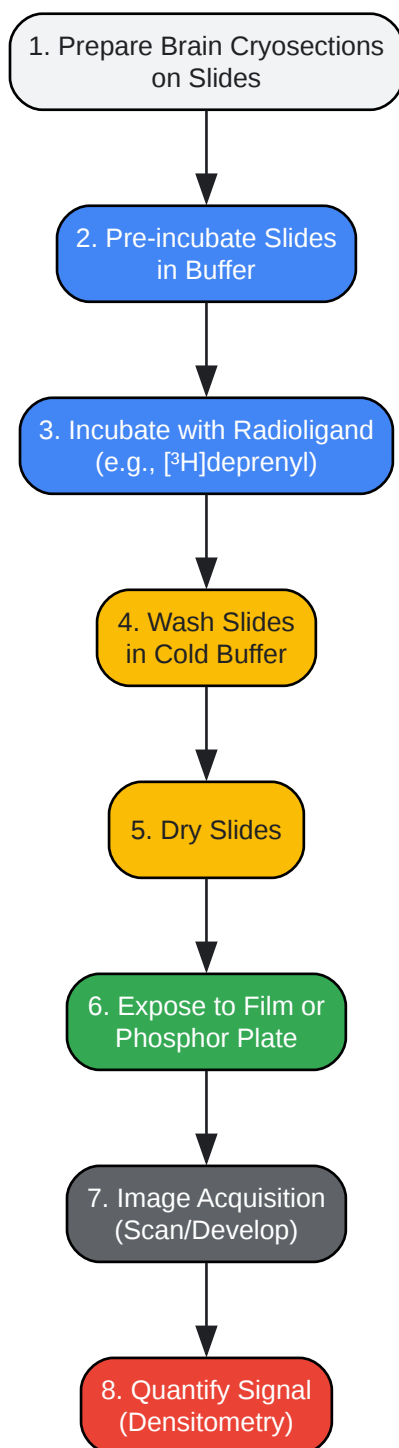 1. Prepare Brain Cryosections
on Slides
2. Pre-incubate Slides
in Buffer
3. Incubate with Radioligand
(e.g., [³H]deprenyl)
4. Wash Slides
in Cold Buffer
5. Dry Slides
6. Expose to Film or
Phosphor Plate
7. Image Acquisition
(Scan/Develop)
8. Quantify Signal
(Densitometry)